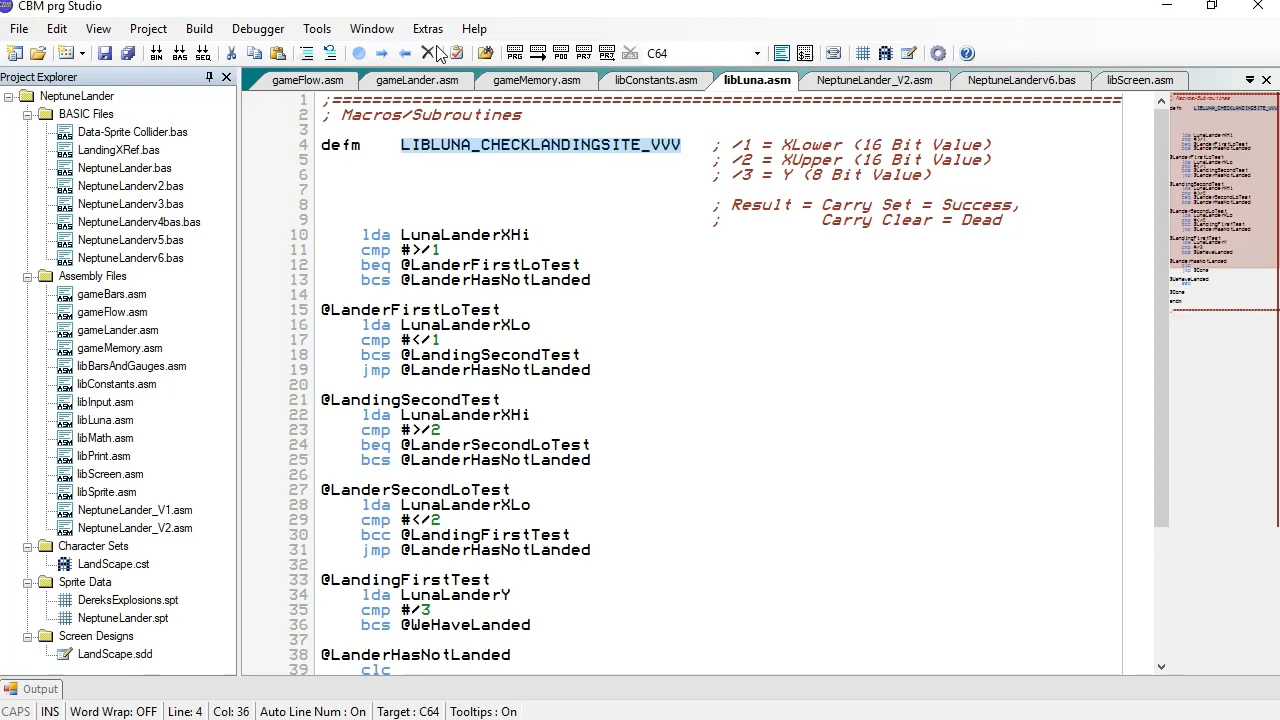 CBM prg Studio
File Edit View Project Build Debugger Tools Window Extras Help
C64
Project Explorer
gameFlow.asm gameLander.asm gameMemory.asm libConstants.asm libLuna.asm NeptuneLander_V2.asm NeptuneLanderv6.bas libScreen.asm
NeptuneLander
BASIC Files
Data-Sprite Collider.bas
LandingXRef.bas
NeptuneLander.bas
NeptuneLanderv2.bas
NeptuneLanderv3.bas
NeptuneLanderv4bas.bas
NeptuneLanderv5.bas
NeptuneLanderv6.bas
Assembly Files
gameBars.asm
gameFlow.asm
gameLander.asm
gameMemory.asm
libBarsAndGauges.asm
libConstants.asm
libInput.asm
libLuna.asm
libMath.asm
libPrint.asm
libScreen.asm
libSprite.asm
NeptuneLander_V1.asm
NeptuneLander_V2.asm
Character Sets
LandScape.cst
Sprite Data
DereksExplosions.spt
NeptuneLander.spt
Screen Designs
LandScape.sdd
1 ;===============================================================================
2 ; Macros/Subroutines
3
4 defm LIBLUNA_CHECKLANDINGSITE_VVV ; /1 = XLower (16 Bit Value)
5 ; /2 = XUpper (16 Bit Value)
6 ; /3 = Y (8 Bit Value)
7
8 ; Result = Carry Set = Success,
9 ; Carry Clear = Dead
10 lda LunaLanderXHi
11 cmp #>/1
12 beq @LanderFirstLoTest
13 bcs @LanderHasNotLanded
14
15 @LanderFirstLoTest
16 lda LunaLanderXLo
17 cmp #</1
18 bcs @LandingSecondTest
19 jmp @LanderHasNotLanded
20
21 @LandingSecondTest
22 lda LunaLanderXHi
23 cmp #>/2
24 beq @LanderSecondLoTest
25 bcs @LanderHasNotLanded
26
27 @LanderSecondLoTest
28 lda LunaLanderXLo
29 cmp #</2
30 bcc @LandingFirstTest
31 jmp @LanderHasNotLanded
32
33 @LandingFirstTest
34 lda LunaLanderY
35 cmp #/3
36 bcs @WeHaveLanded
37
38 @LanderHasNotLanded
39 clc
Output
CAPS INS Word Wrap: OFF Line: 4 Col: 36 Auto Line Num : On Target : C64 Tooltips : On